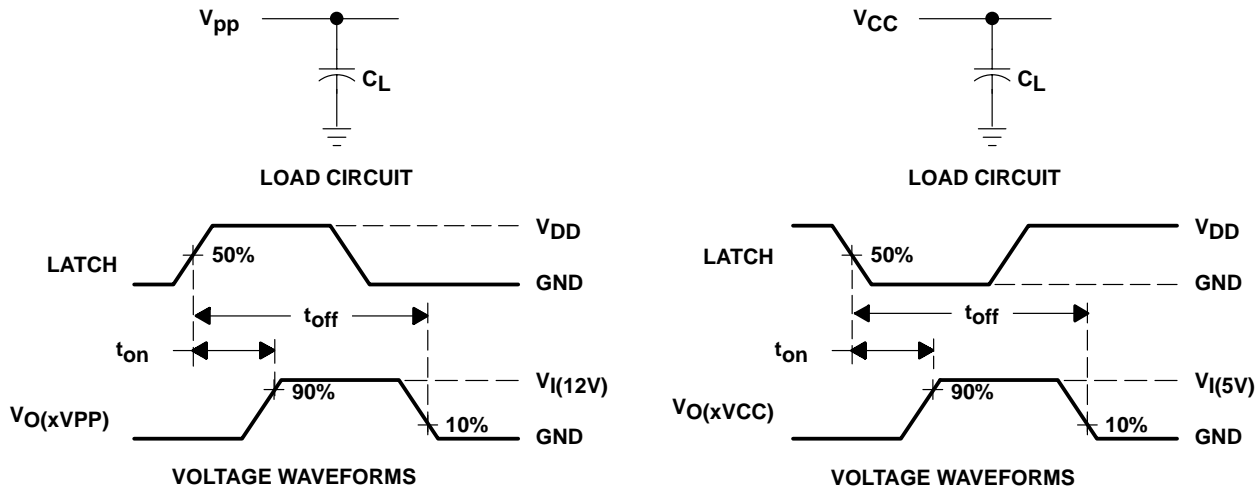 Vpp
CL
LOAD CIRCUIT
LATCH
50%
VDD
GND
toff
ton
VO(xVPP)
90%
10%
VI(12V)
GND
VOLTAGE WAVEFORMS
VCC
CL
LOAD CIRCUIT
LATCH
50%
VDD
GND
toff
ton
VO(xVCC)
90%
10%
VI(5V)
GND
VOLTAGE WAVEFORMS